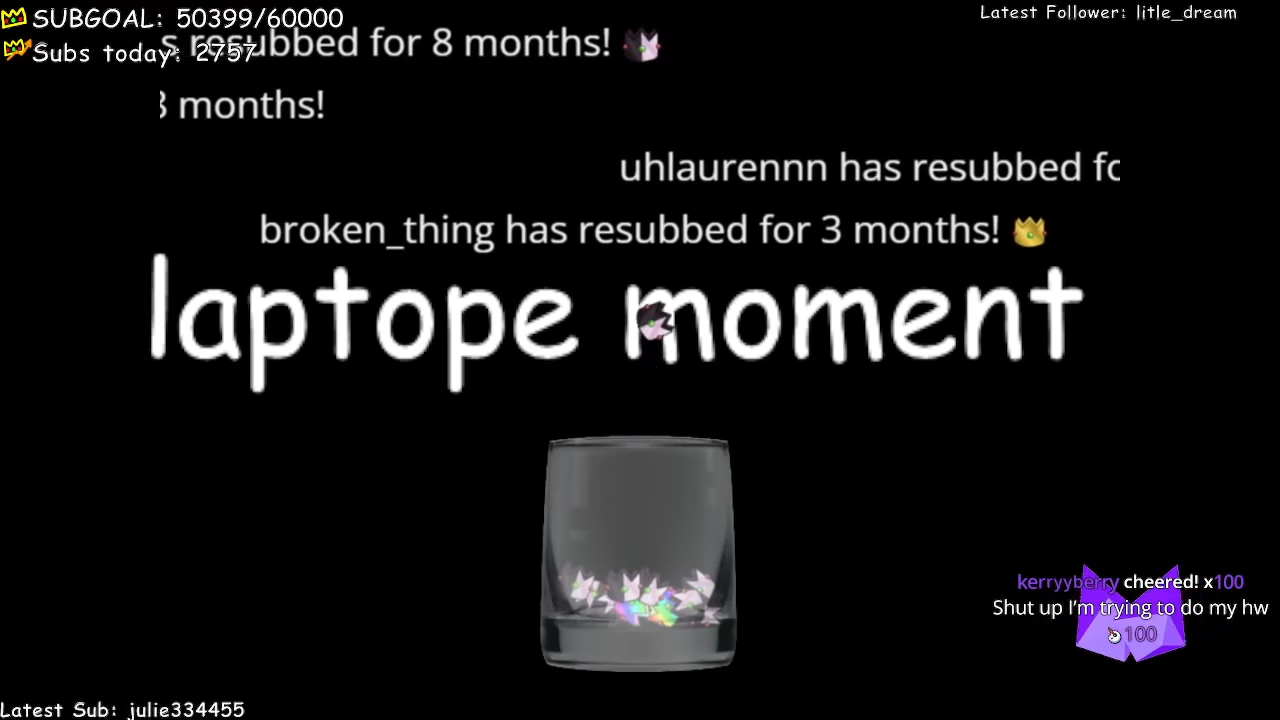 SUBGOAL: 50399/60000
Latest Follower: litle_dream
s resubbed for 8 months!
Subs today: 2757
3 months!
uhlaurennn has resubbed fo
broken_thing has resubbed for 3 months!
laptope moment
kerryyberry cheered! x100
Shut up I'm trying to do my hw
100
Latest Sub: julie334455